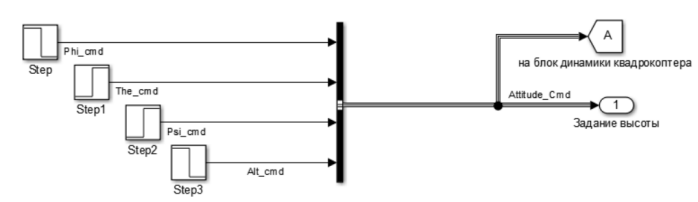 Phi_cmd
Step
The_cmd
Step1
Psi_cmd
Step2
Alt_cmd
Step3
A
на блок динамики квадрокоптера
Attitude_Cmd
1
Задание высоты